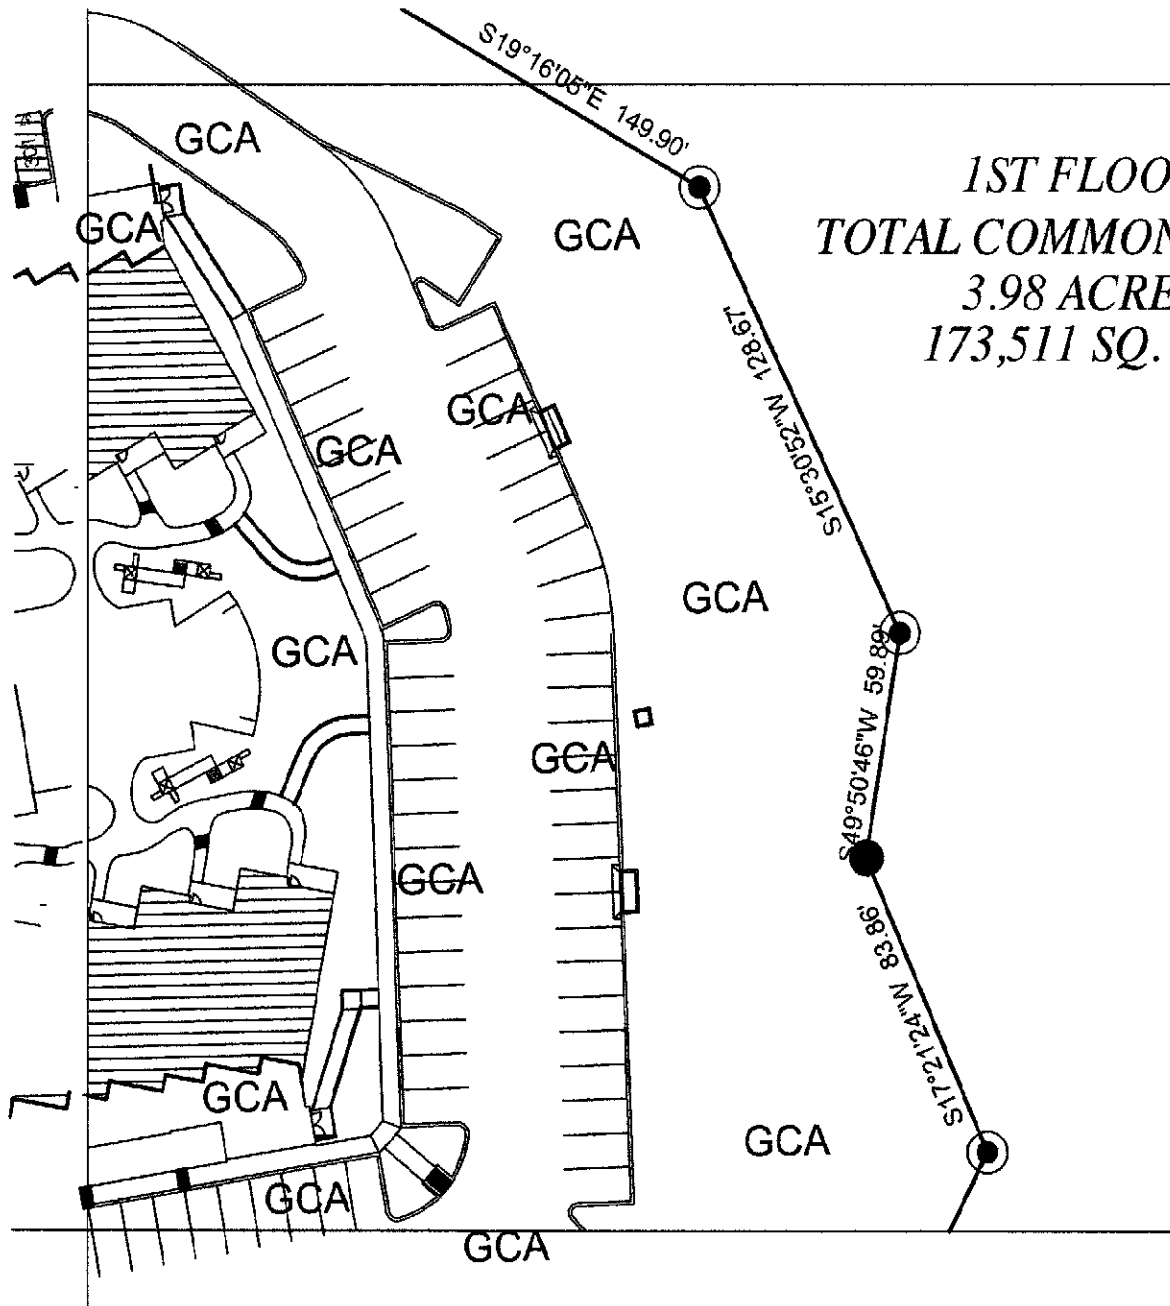 S19°16'05"E 149.90'
GCA
1ST FLOO
GCA
GCA
TOTAL COMMON
3.98 ACRE
S15°30'52"W 128.67'
173,511 SQ.
GCA
GCA
GCA
GCA
S49°50'46"W 59.89'
GCA
GCA
S17°21'24"W 83.86'
GCA
GCA
GCA
GCA